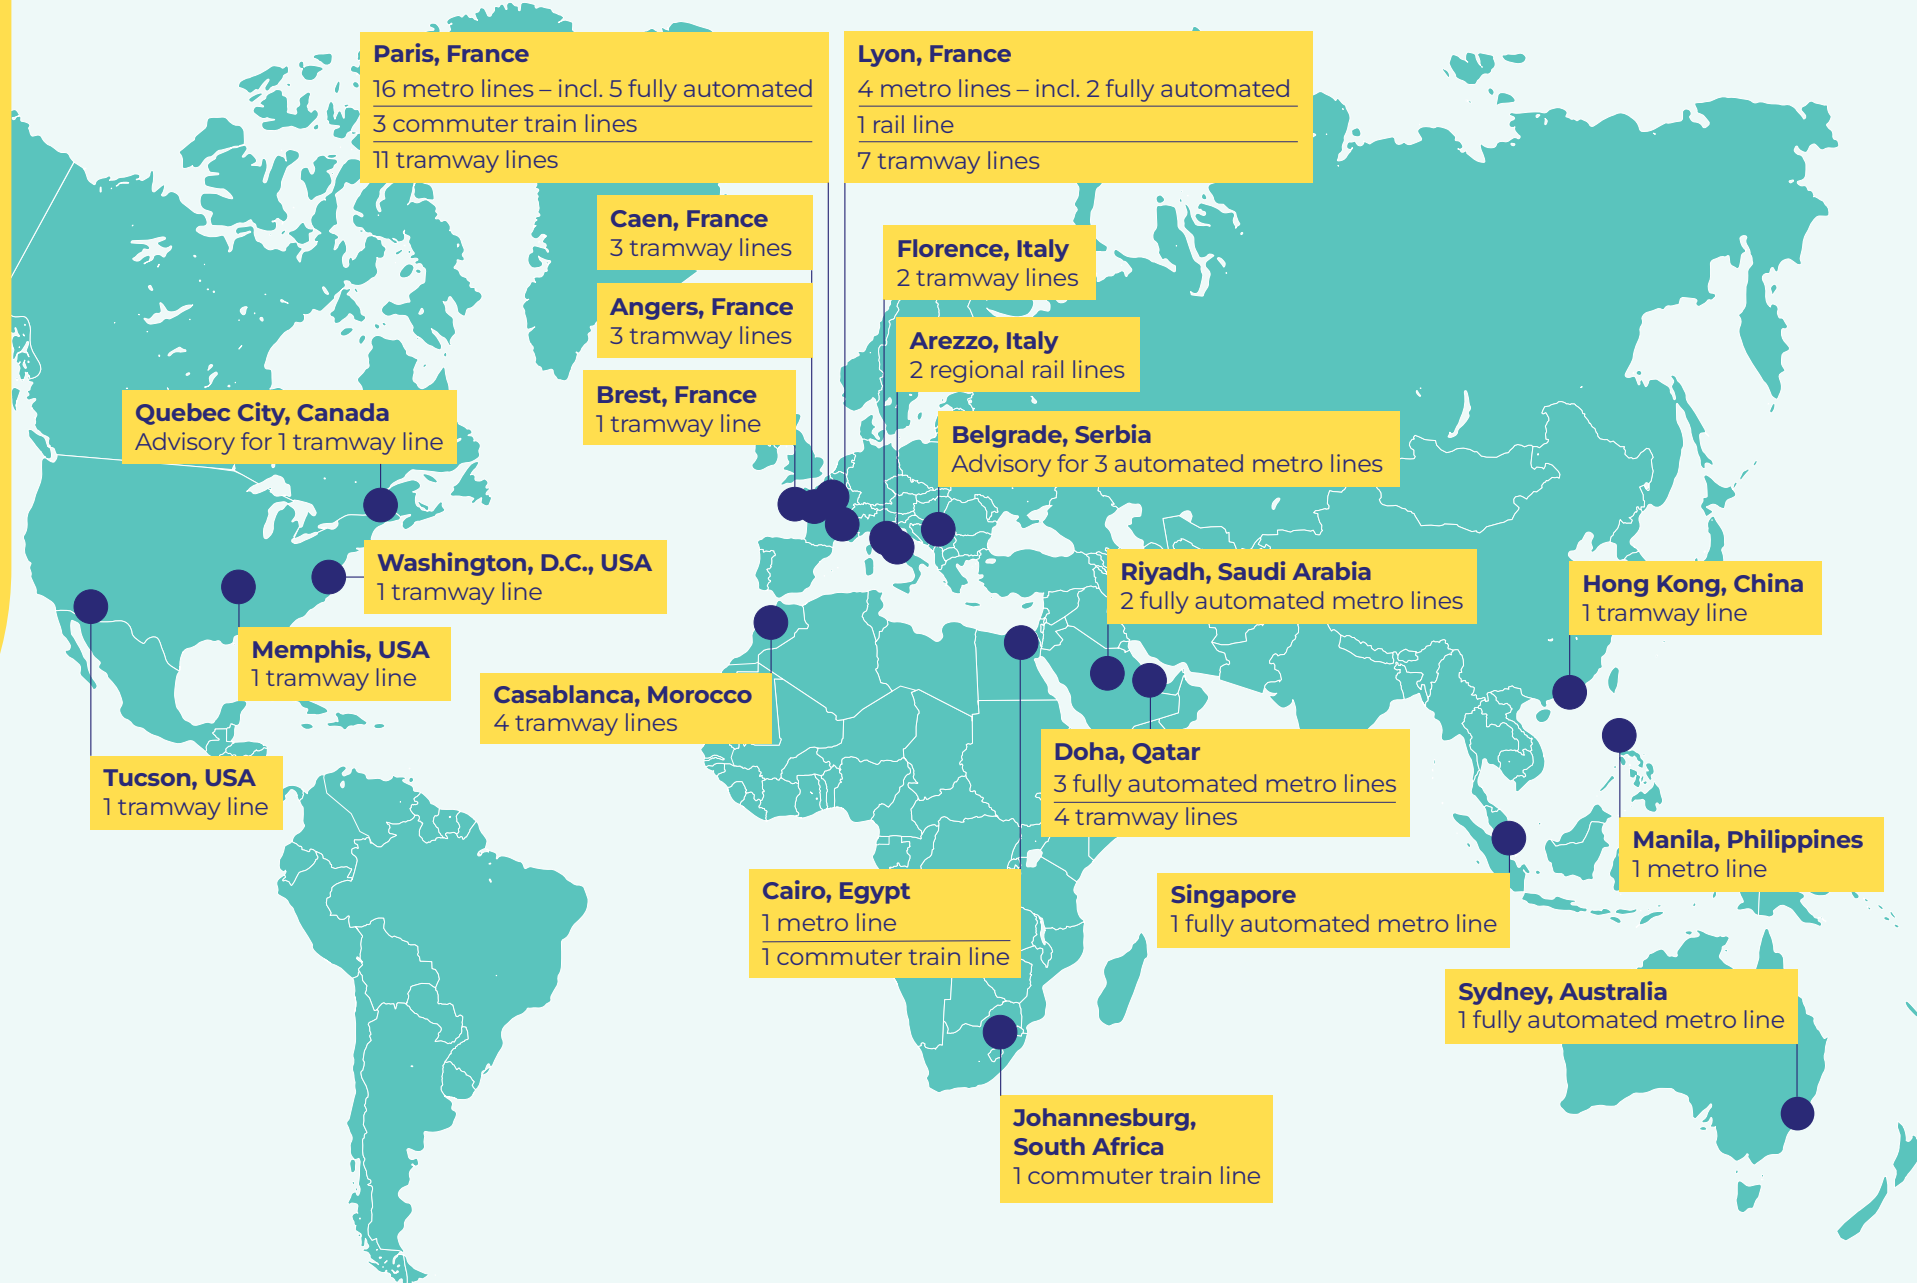 Paris, France
16 metro lines – incl. 5 fully automated
3 commuter train lines
11 tramway lines
Lyon, France
4 metro lines – incl. 2 fully automated
1 rail line
7 tramway lines
Caen, France
3 tramway lines
Angers, France
3 tramway lines
Brest, France
1 tramway line
Florence, Italy
2 tramway lines
Arezzo, Italy
2 regional rail lines
Belgrade, Serbia
Advisory for 3 automated metro lines
Quebec City, Canada
Advisory for 1 tramway line
Washington, D.C., USA
1 tramway line
Memphis, USA
1 tramway line
Tucson, USA
1 tramway line
Casablanca, Morocco
4 tramway lines
Riyadh, Saudi Arabia
2 fully automated metro lines
Hong Kong, China
1 tramway line
Doha, Qatar
3 fully automated metro lines
4 tramway lines
Manila, Philippines
1 metro line
Cairo, Egypt
1 metro line
1 commuter train line
Singapore
1 fully automated metro line
Sydney, Australia
1 fully automated metro line
Johannesburg,
South Africa
1 commuter train line